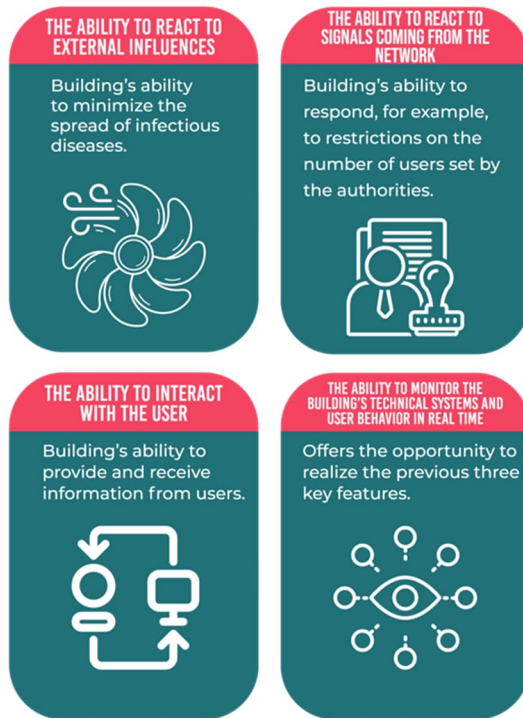 THE ABILITY TO REACT TO
EXTERNAL INFLUENCES
Building's ability
to minimize the
spread of infectious
diseases.
THE ABILITY TO REACT TO
SIGNALS COMING FROM THE
NETWORK
Building's ability to
respond, for example,
to restrictions on the
number of users set by
the authorities.
THE ABILITY TO INTERACT
WITH THE USER
Building's ability to
provide and receive
information from users.
THE ABILITY TO MONITOR THE
BUILDING'S TECHNICAL SYSTEMS AND
USER BEHAVIOR IN REAL TIME
Offers the opportunity to
realize the previous three
key features.